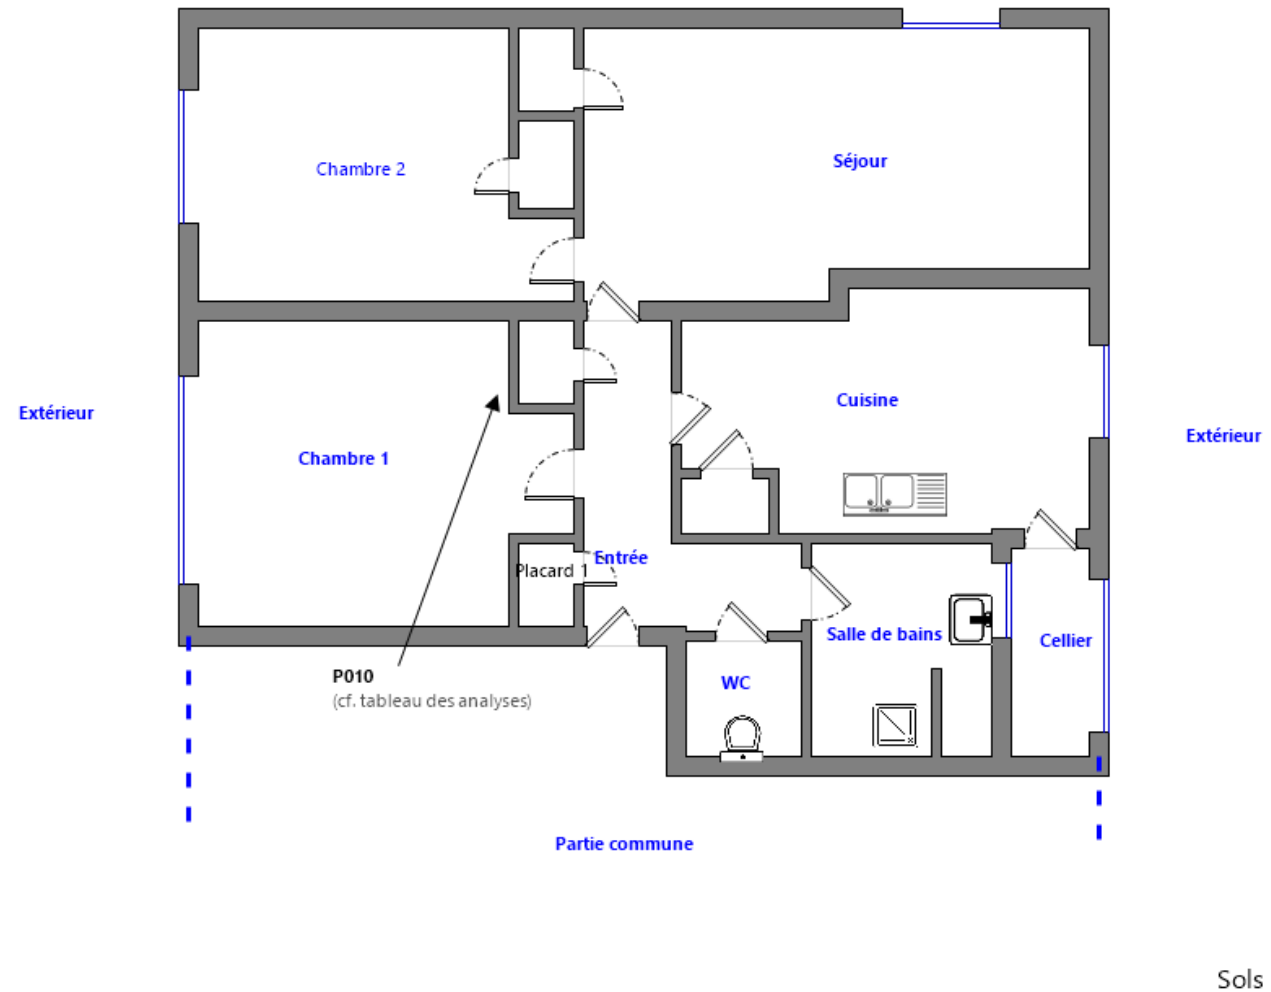 Chambre 2
Séjour
Extérieur
Cuisine
Chambre 1
Extérieur
Entrée
Placard 1
Salle de bains
Cellier
P010
(cf. tableau des analyses)
WC
Partie commune
Sols